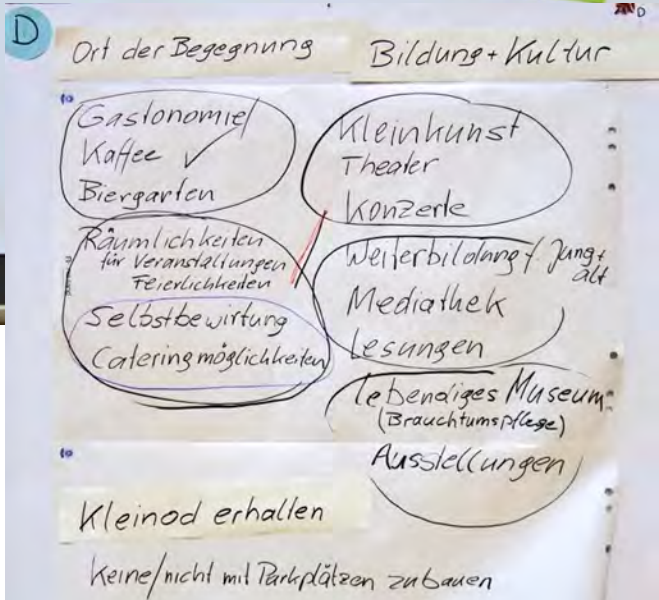 D
D
Ort der Begegnung
Gastonomie/
Kaffee ✓
Biergarten
Räumlichkeiten
für Veranstaltungen
Feierlichkeiten
Selbstbewirtung
Cateringmöglichkeiten
Bildung + Kultur
Kleinkunst
Theater
Konzerte
Weiterbildung f. Jung +
alt
Mediathek
Lesungen
lebendiges Museum
(Brauchtumspflege)
Ausstellungen
Kleinod erhalten
Keine/nicht mit Parkplätzen zubauen